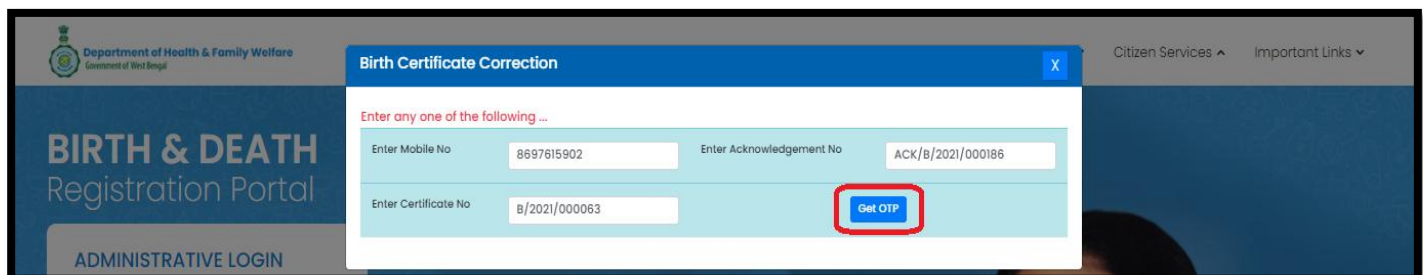 Department of Health & Family Welfare
Government of West Bengal
Citizen Services
Important Links
BIRTH & DEATH
Registration Portal
ADMINISTRATIVE LOGIN
Birth Certificate Correction
X
Enter any one of the following ...
Enter Mobile No 8697615902 Enter Acknowledgement No ACK/B/2021/000186
Enter Certificate No B/2021/000063 Get OTP